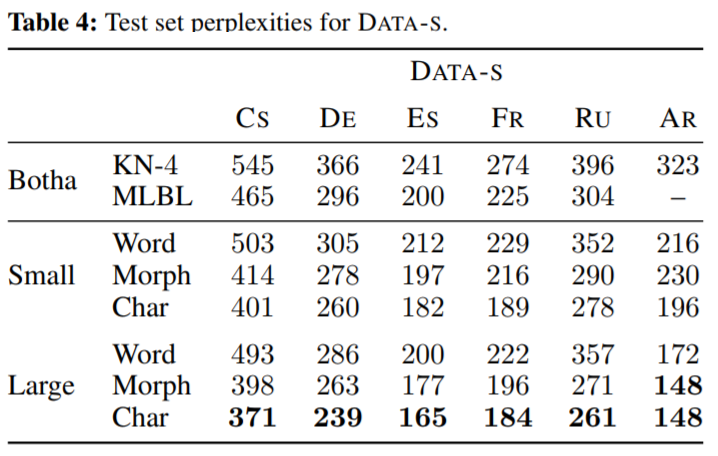 Table 4: Test set perplexities for DATA-S.
DATA-S
CS DE ES FR RU AR
Botha KN-4 545 366 241 274 396 323
MLBL 465 296 200 225 304 –
Small Word 503 305 212 229 352 216
Morph 414 278 197 216 290 230
Char 401 260 182 189 278 196
Large Word 493 286 200 222 357 172
Morph 398 263 177 196 271 148
Char 371 239 165 184 261 148